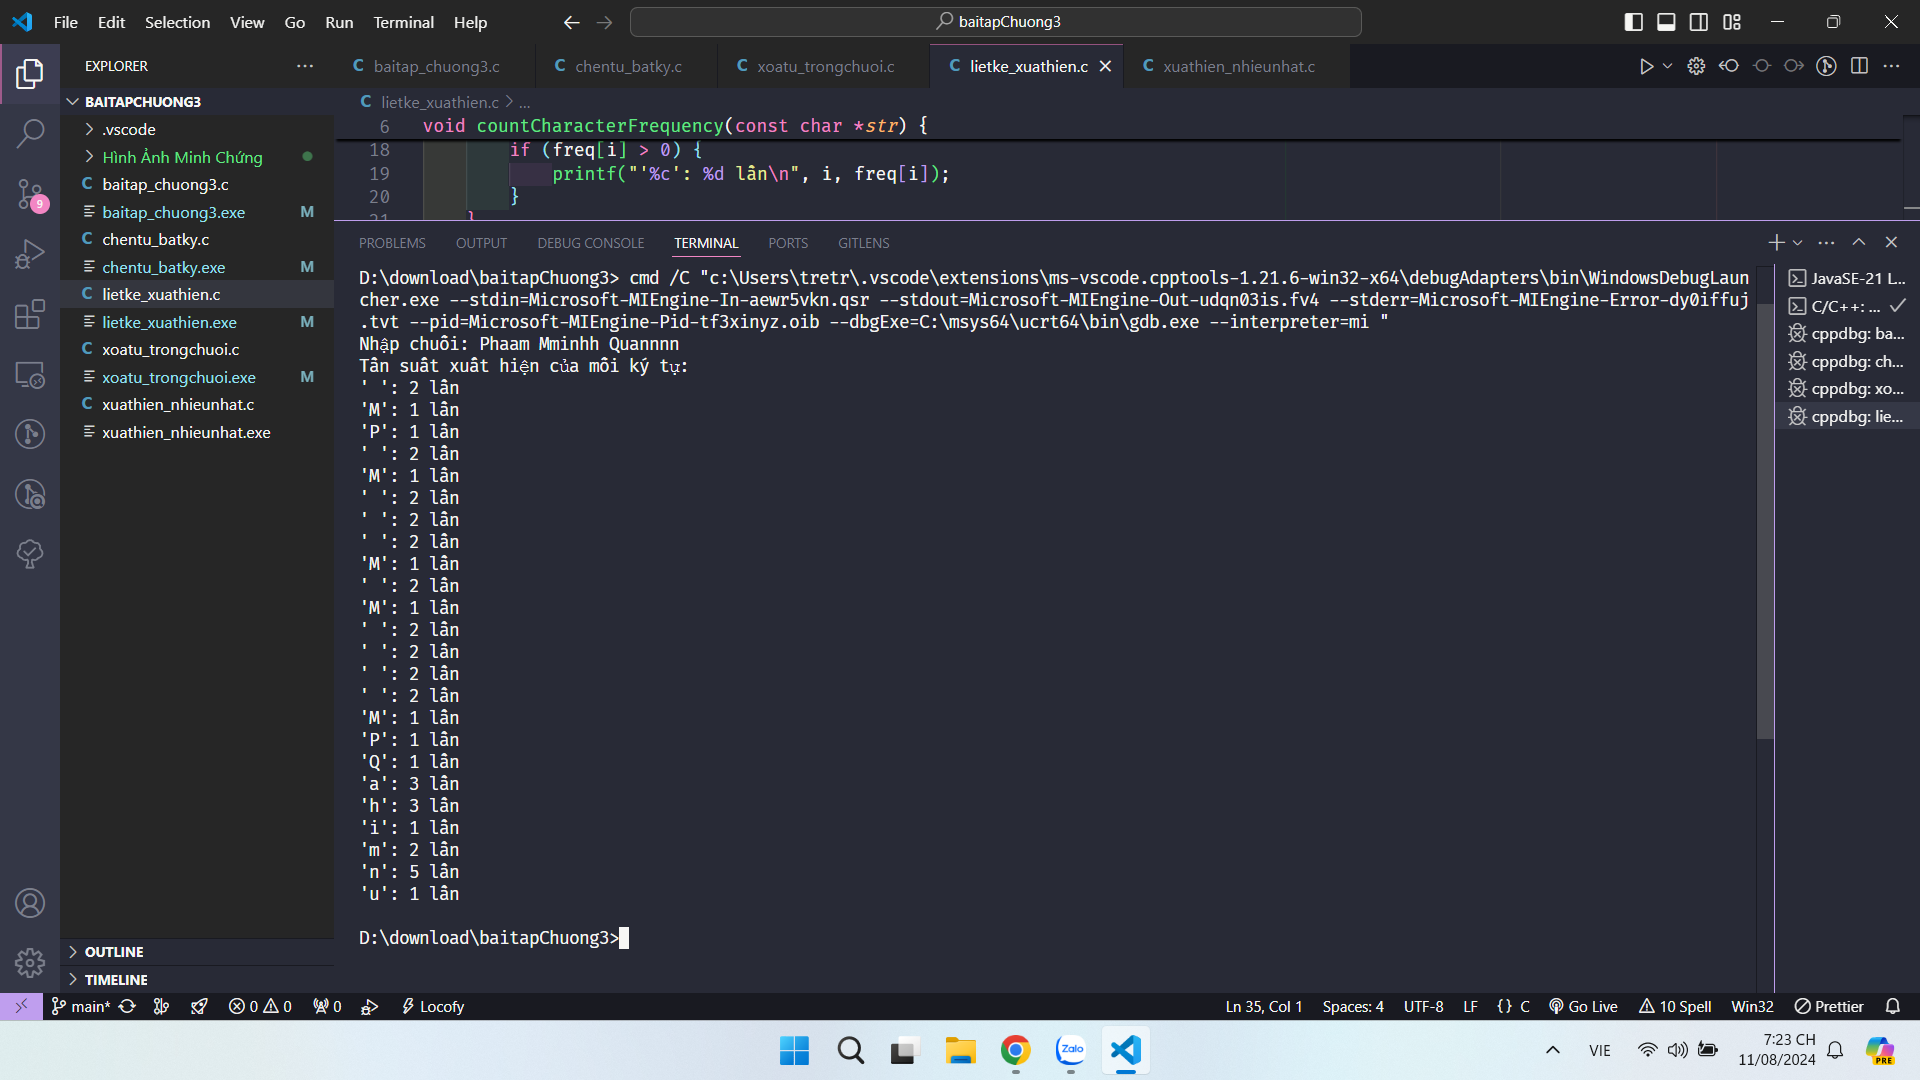 File Edit Selection View Go Run Terminal Help
baitapChuong3
EXPLORER
baitap_chuong3.c
chentu_batky.c
xoatu_trongchuoi.c
lietke_xuathien.c
xuathien_nhieunhat.c
BAITAPCHUONG3
.vscode
Hình Ảnh Minh Chứng
baitap_chuong3.c
baitap_chuong3.exe M
chentu_batky.c
chentu_batky.exe M
lietke_xuathien.c
lietke_xuathien.exe M
xoatu_trongchuoi.c
xoatu_trongchuoi.exe M
xuathien_nhieunhat.c
xuathien_nhieunhat.exe
OUTLINE
TIMELINE
9
lietke_xuathien.c > ...
6 void countCharacterFrequency(const char *str) {
18 if (freq[i] > 0) {
19 printf("'%c': %d lần\n", i, freq[i]);
20 }
21 }
PROBLEMS OUTPUT DEBUG CONSOLE TERMINAL PORTS GITLENS
D:\download\baitapChuong3> cmd /C "c:\Users\tretr\.vscode\extensions\ms-vscode.cpptools-1.21.6-win32-x64\debugAdapters\bin\WindowsDebugLaun
cher.exe --stdin=Microsoft-MIEngine-In-aewr5vkn.qsr --stdout=Microsoft-MIEngine-Out-udqn03is.fv4 --stderr=Microsoft-MIEngine-Error-dy0iffuj
.tvt --pid=Microsoft-MIEngine-Pid-tf3xinyz.oib --dbgExe=C:\msys64\ucrt64\bin\gdb.exe --interpreter=mi "
Nhập chuỗi: Phaam Mminhh Quannnn
Tần suất xuất hiện của mỗi ký tự:
' ': 2 lần
'M': 1 lần
'P': 1 lần
' ': 2 lần
'M': 1 lần
' ': 2 lần
' ': 2 lần
' ': 2 lần
'M': 1 lần
' ': 2 lần
'M': 1 lần
' ': 2 lần
' ': 2 lần
' ': 2 lần
' ': 2 lần
'M': 1 lần
'P': 1 lần
'Q': 1 lần
'a': 3 lần
'h': 3 lần
'i': 1 lần
'm': 2 lần
'n': 5 lần
'u': 1 lần
D:\download\baitapChuong3>
JavaSE-21 L...
C/C++: ...
cppdbg: ba...
cppdbg: ch...
cppdbg: xo...
cppdbg: lie...
main* 0 0 0 Locofy
Ln 35, Col 1 Spaces: 4 UTF-8 LF {} C Go Live 10 Spell Win32 Prettier
Zalo
VIE
7:23 CH
11/08/2024
PRE